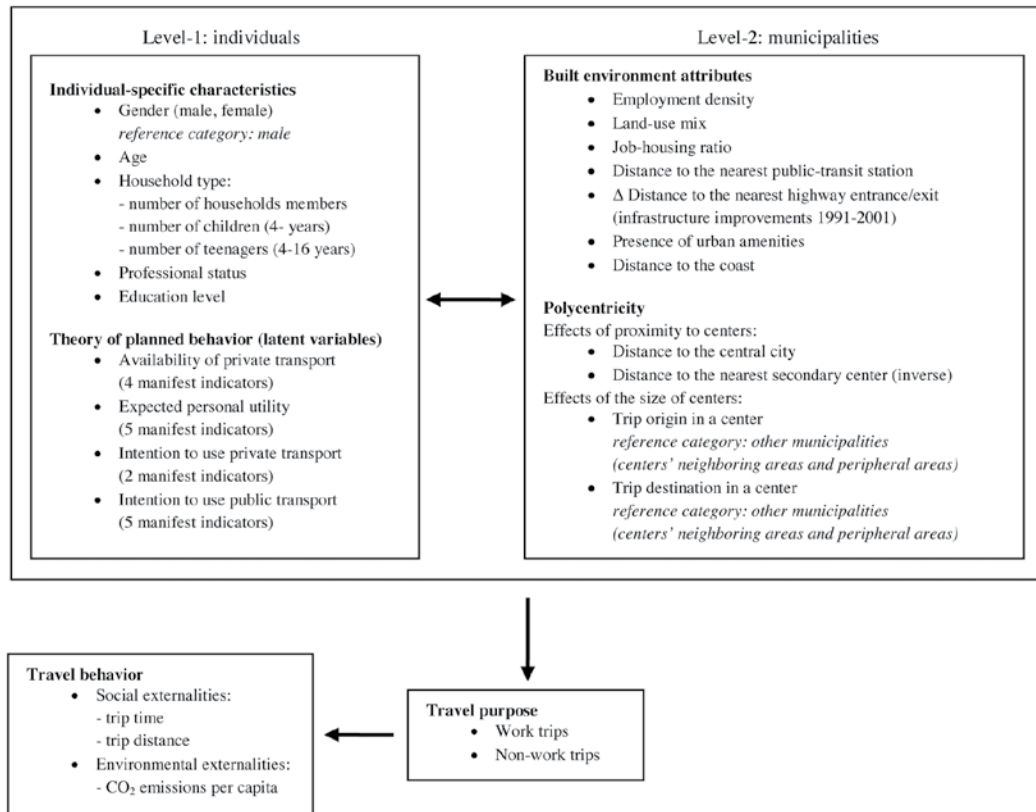 Level-1: individuals
Individual-specific characteristics
• Gender (male, female)
reference category: male
• Age
• Household type:
- number of households members
- number of children (4- years)
- number of teenagers (4-16 years)
• Professional status
• Education level
Theory of planned behavior (latent variables)
• Availability of private transport
(4 manifest indicators)
• Expected personal utility
(5 manifest indicators)
• Intention to use private transport
(2 manifest indicators)
• Intention to use public transport
(5 manifest indicators)
Level-2: municipalities
Built environment attributes
• Employment density
• Land-use mix
• Job-housing ratio
• Distance to the nearest public-transit station
• Δ Distance to the nearest highway entrance/exit
(infrastructure improvements 1991-2001)
• Presence of urban amenities
• Distance to the coast
Polycentricity
Effects of proximity to centers:
• Distance to the central city
• Distance to the nearest secondary center (inverse)
Effects of the size of centers:
• Trip origin in a center
reference category: other municipalities
(centers' neighboring areas and peripheral areas)
• Trip destination in a center
reference category: other municipalities
(centers' neighboring areas and peripheral areas)
Travel purpose
• Work trips
• Non-work trips
Travel behavior
• Social externalities:
- trip time
- trip distance
• Environmental externalities:
- CO₂ emissions per capita